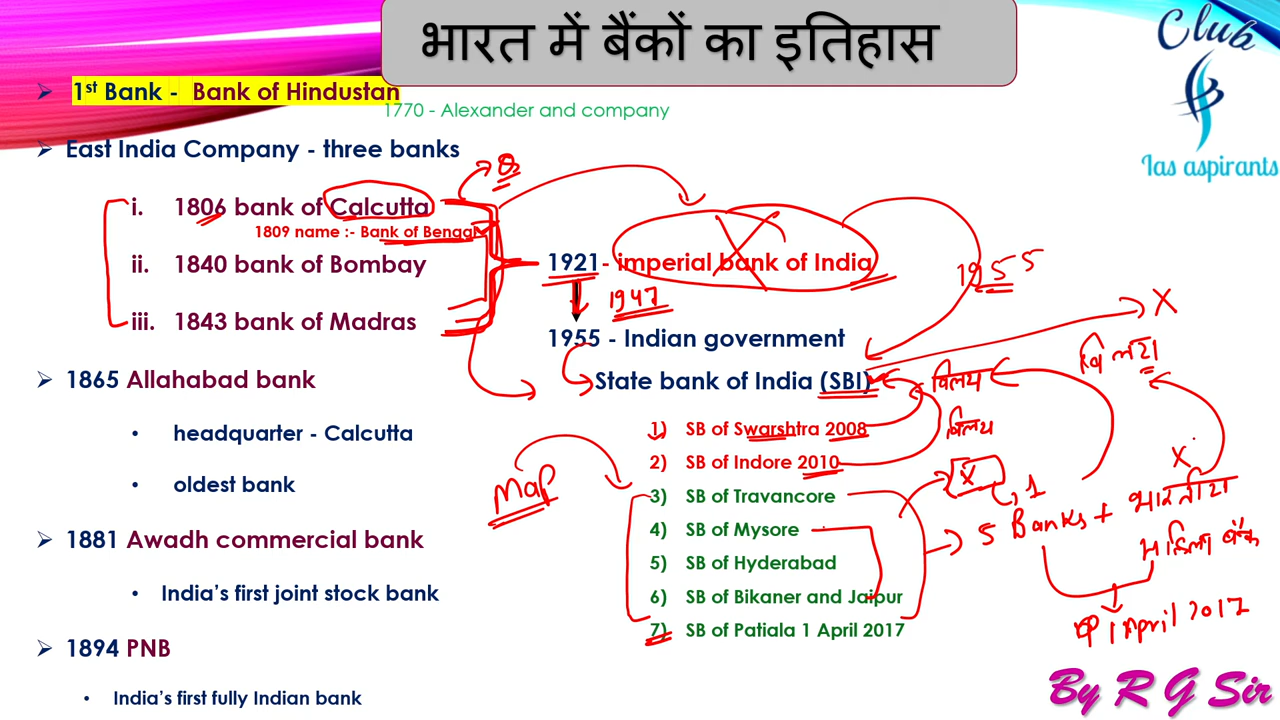 भारत में बैंकों का इतिहास
Club
Ias aspirants
➢ 1st Bank - Bank of Hindustan
1770 - Alexander and company
➢ East India Company - three banks
i. 1806 bank of Calcutta
1809 name :- Bank of Bengal
ii. 1840 bank of Bombay
iii. 1843 bank of Madras
1921- imperial bank of India
1947
1955
1955 - Indian government
State bank of India (SBI)
विलय
विलय
X
1) SB of Swarshtra 2008
2) SB of Indore 2010
3) SB of Travancore
4) SB of Mysore
5) SB of Hyderabad
6) SB of Bikaner and Jaipur
7) SB of Patiala 1 April 2017
Map
X
1
X
5 Banks + भारतीय
महिला बैंक
1 April 2017
➢ 1865 Allahabad bank
• headquarter - Calcutta
• oldest bank
➢ 1881 Awadh commercial bank
• India’s first joint stock bank
➢ 1894 PNB
• India’s first fully Indian bank
By R G Sir